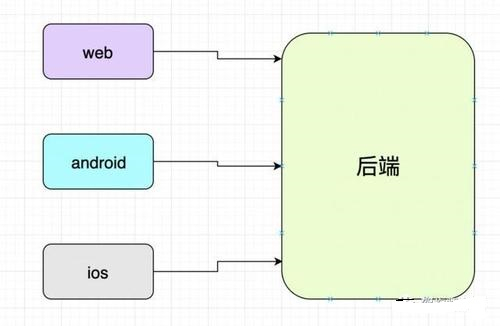 web
android
后端
ios